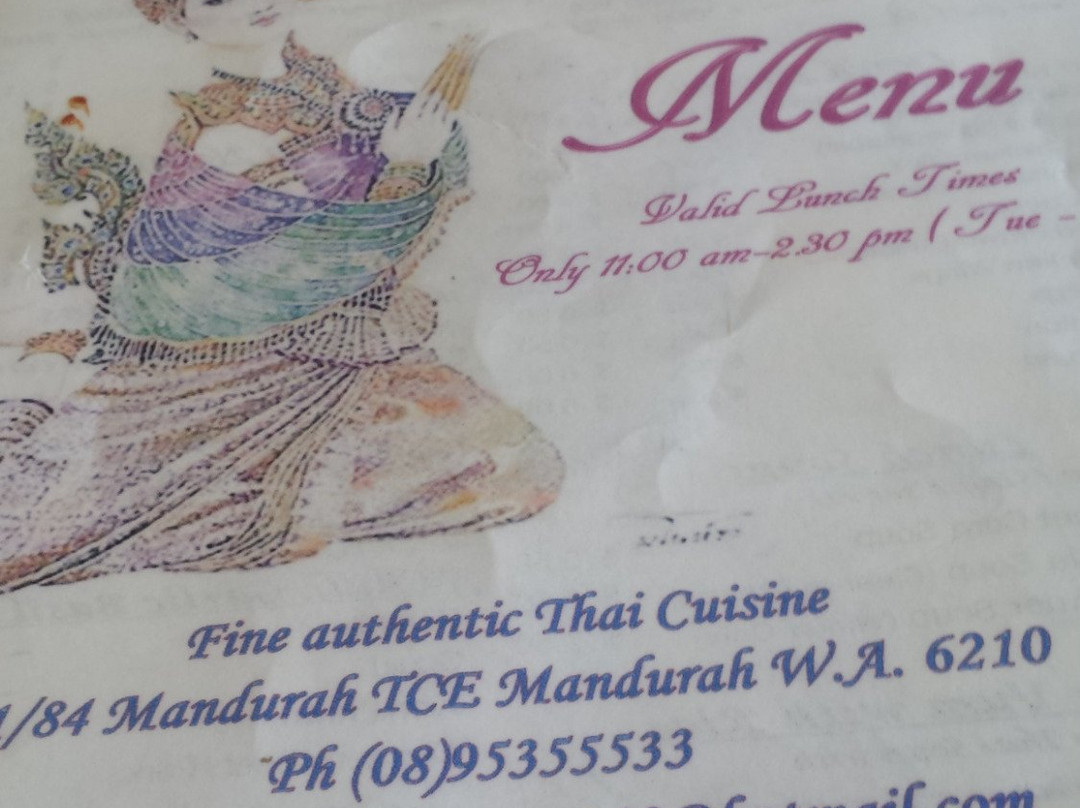 Menu
Valid Lunch Times
Only 11:00 am-2.30 pm ( Tue -
Fine authentic Thai Cuisine
1/84 Mandurah TCE Mandurah W.A. 6210
Ph (08)95355533